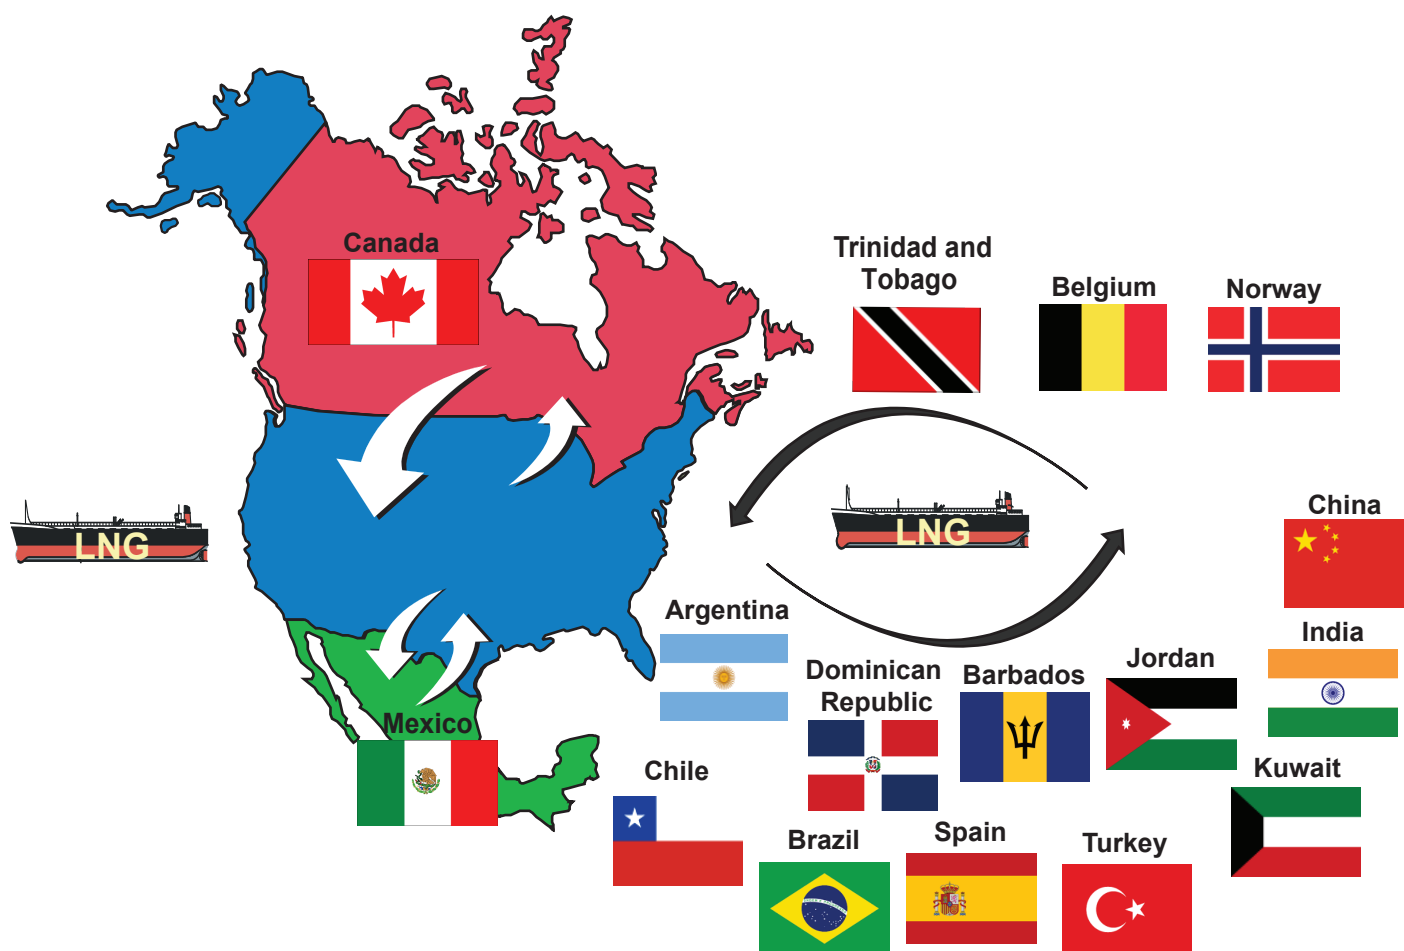 Canada
Trinidad and
Tobago
Belgium
Norway
LNG
LNG
China
Argentina
India
Dominican
Republic
Barbados
Jordan
Mexico
Chile
Kuwait
Brazil
Spain
Turkey